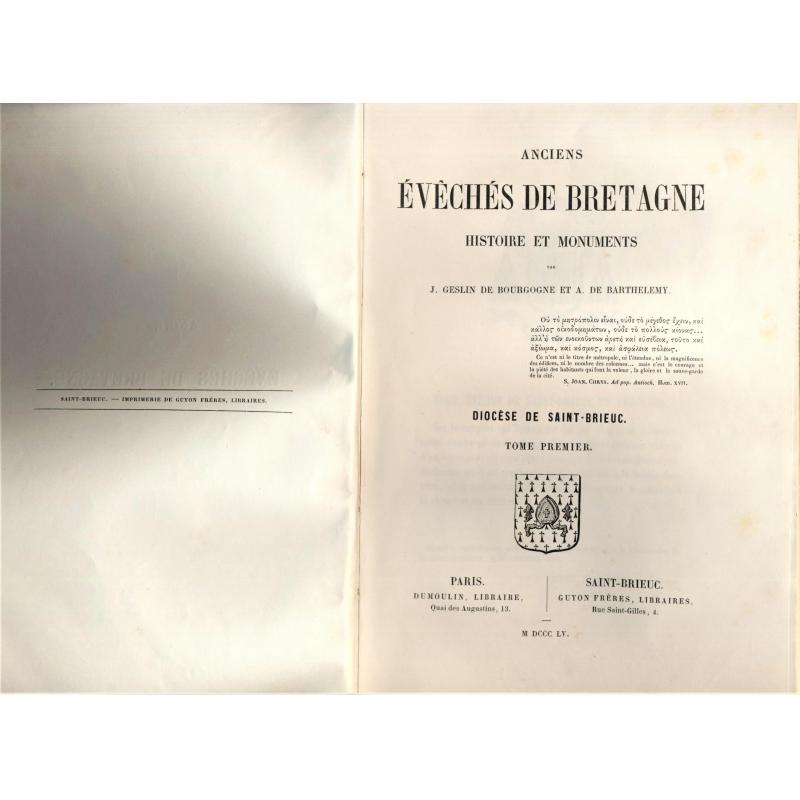 SAINT-BRIEUC. — IMPRIMERIE DE GUYON FRÈRES, LIBRAIRES.
ANCIENS
ÉVÊCHÉS DE BRETAGNE
HISTOIRE ET MONUMENTS
PAR
J. GESLIN DE BOURGOGNE ET A. DE BARTHELEMY.
Οὐ τὸ μητρόπολιν εἶναι, οὐδε τὸ μέγεθος ἔχειν, καὶ
κάλλος οἰκοδομημάτων, οὐδε τὸ πολλοὺς κίονας...
ἀλλ' ἡ τῶν ἐνοικούντων ἀρετὴ καὶ εὐσέβεια, τοῦτο καὶ
ἀξίωμα, καὶ κόσμος, καὶ ἀσφάλεια πόλεως.
Ce n'est ni le titre de métropole, ni l'étendue, ni la magnificence
des édifices, ni le nombre des colonnes... mais c'est le courage et
la piété des habitants qui font la valeur, la gloire et la sauve-garde
de la cité.
S. JOAN. CHRYS. Ad pop. Antioch. HOM. XVII.
DIOCÈSE DE SAINT-BRIEUC.
TOME PREMIER.
PARIS.
DUMOULIN, LIBRAIRE,
Quai des Augustins, 13.
SAINT-BRIEUC.
GUYON FRÈRES, LIBRAIRES,
Rue Saint-Gilles, 4.
M DCCC LV.